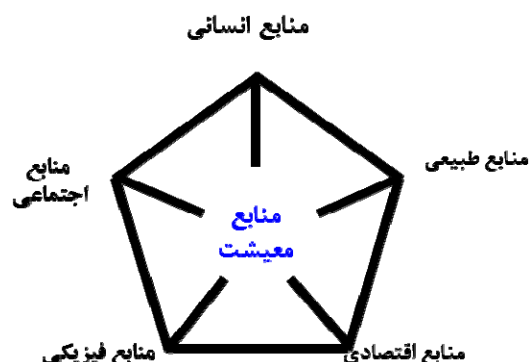 منابع انسانی
منابع طبیعی
منابع
اجتماعی
منابع
معیشت
منابع اقتصادی
منابع فیزیکی